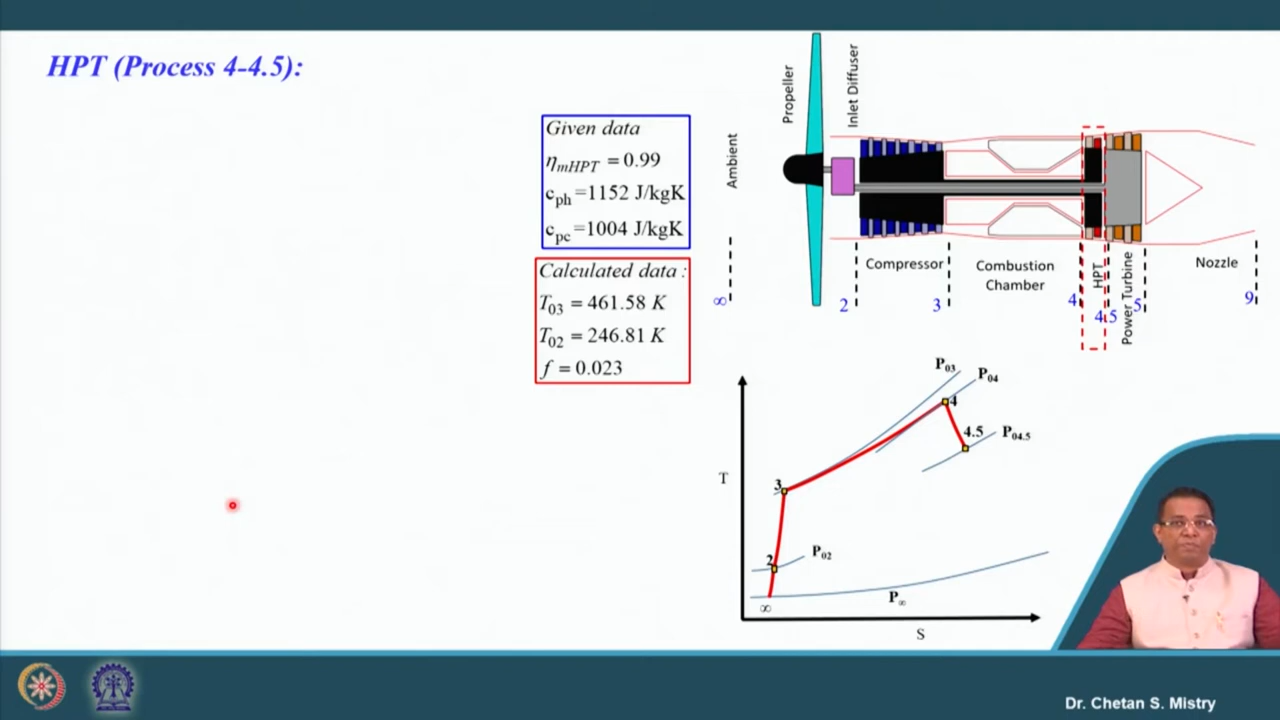 HPT (Process 4-4.5):
Given data
η_mHPT = 0.99
c_ph =1152 J/kgK
c_pc =1004 J/kgK
Calculated data :
T_03 = 461.58 K
T_02 = 246.81 K
f = 0.023
Ambient
Propeller
Inlet Diffuser
Compressor
Combustion
Chamber
HPT
Power Turbine
Nozzle
∞
2
3
4
4.5
5
9
P_03
P_04
4
4.5
P_04.5
T
3
2
P_02
P_∞
∞
S
Dr. Chetan S. Mistry